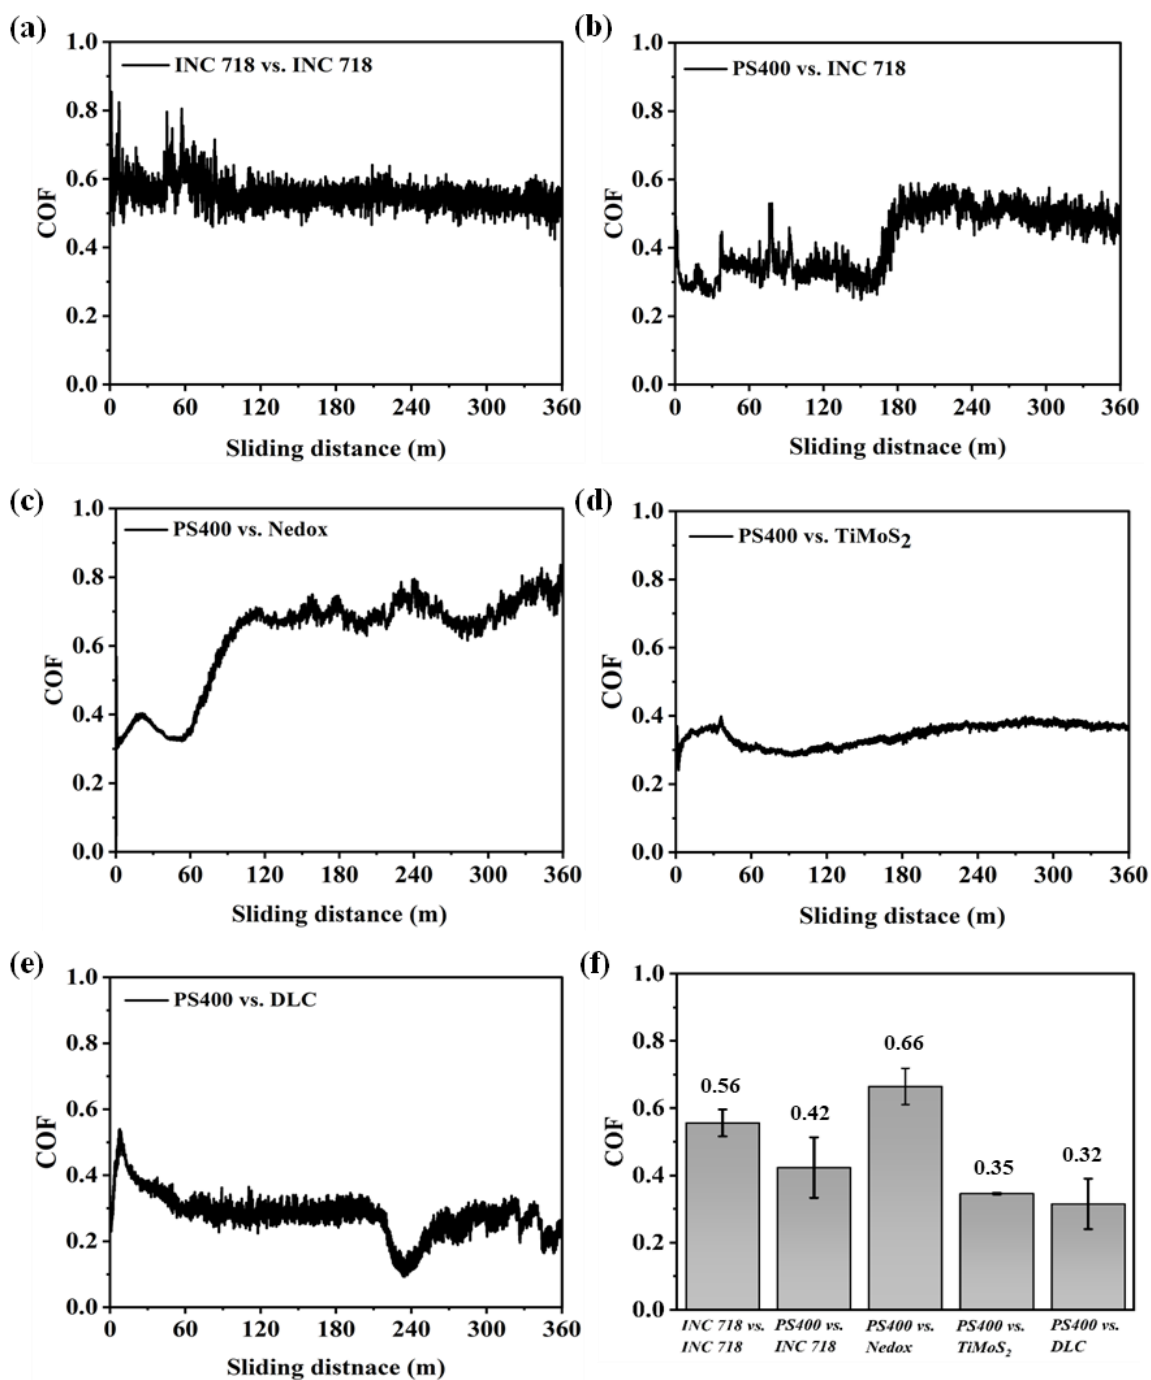 (a)
1.0
0.8
0.6
0.4
0.2
0.0
COF
INC 718 vs. INC 718
0 60 120 180 240 300 360
Sliding distance (m)
(b)
1.0
0.8
0.6
0.4
0.2
0.0
COF
PS400 vs. INC 718
0 60 120 180 240 300 360
Sliding distnace (m)
(c)
1.0
0.8
0.6
0.4
0.2
0.0
COF
PS400 vs. Nedox
0 60 120 180 240 300 360
Sliding distance (m)
(d)
1.0
0.8
0.6
0.4
0.2
0.0
COF
PS400 vs. TiMoS2
0 60 120 180 240 300 360
Sliding distace (m)
(e)
1.0
0.8
0.6
0.4
0.2
0.0
COF
PS400 vs. DLC
0 60 120 180 240 300 360
Sliding distnace (m)
(f)
1.0
0.8
0.6
0.4
0.2
0.0
COF
0.56
0.42
0.66
0.35
0.32
INC 718 vs.
INC 718
PS400 vs.
INC 718
PS400 vs.
Nedox
PS400 vs.
TiMoS2
PS400 vs.
DLC